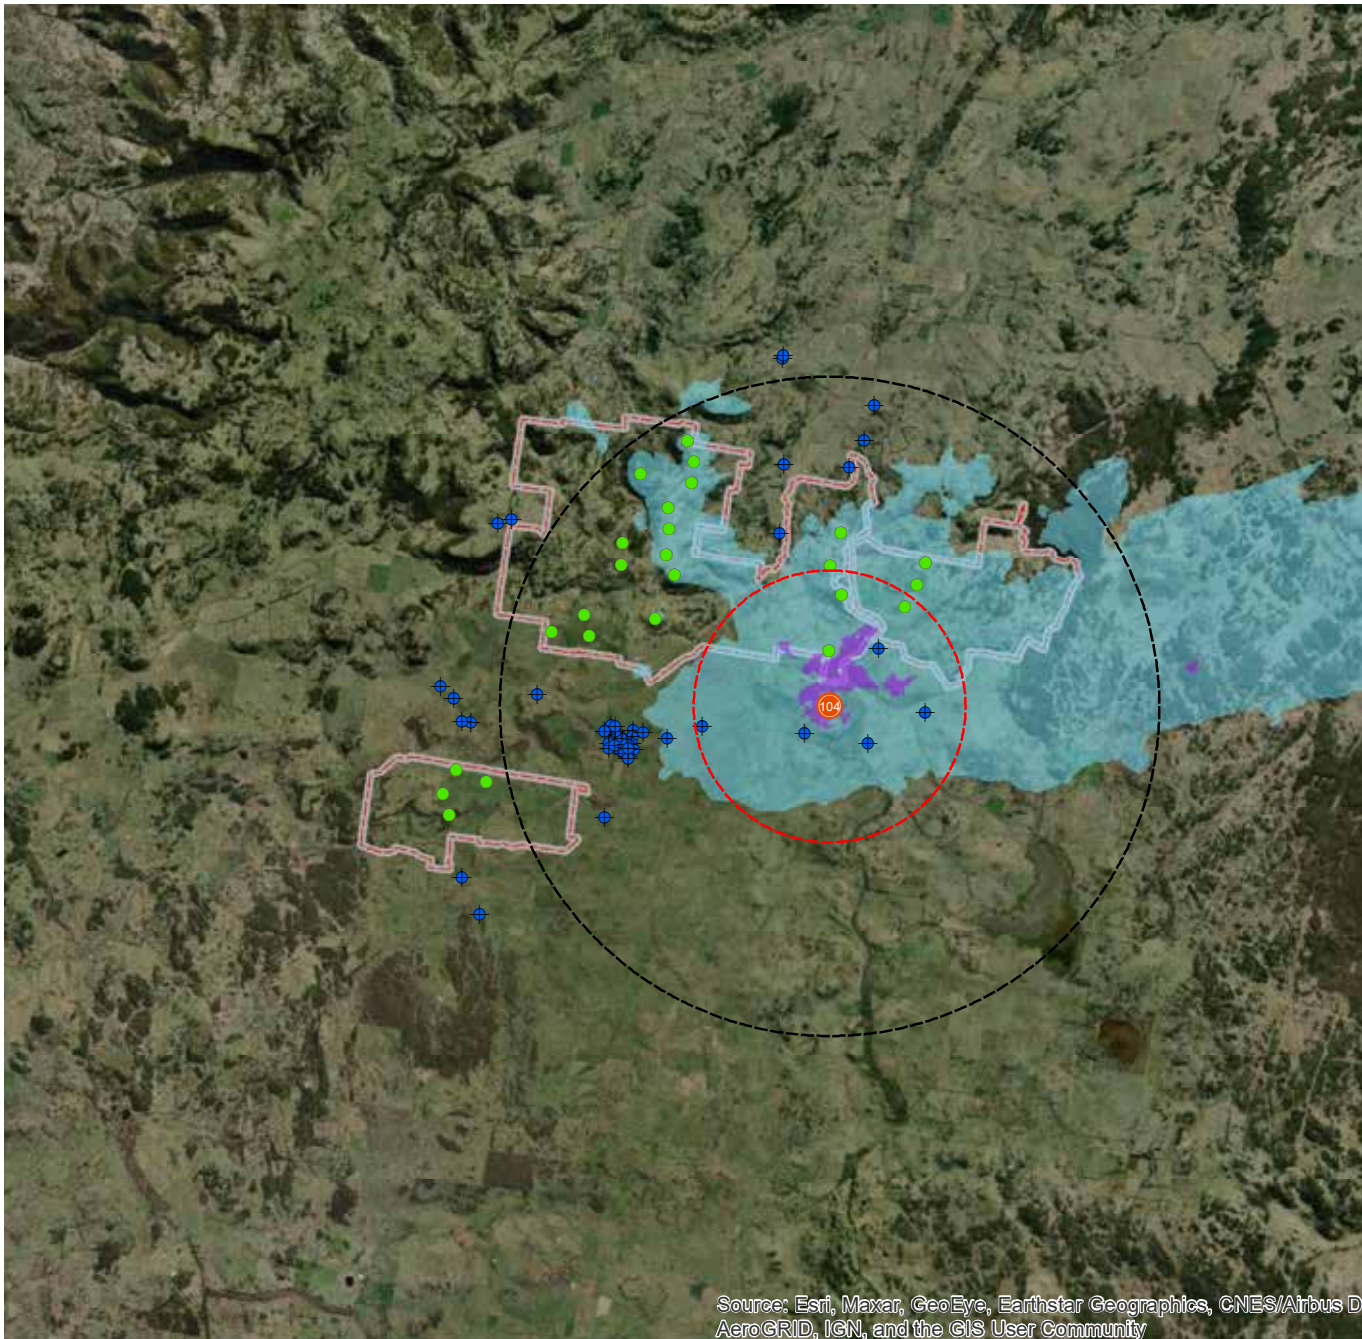 104
Source: Esri, Maxar, GeoEye, Earthstar Geographics, CNES/Airbus D
AeroGRID, IGN, and the GIS User Community